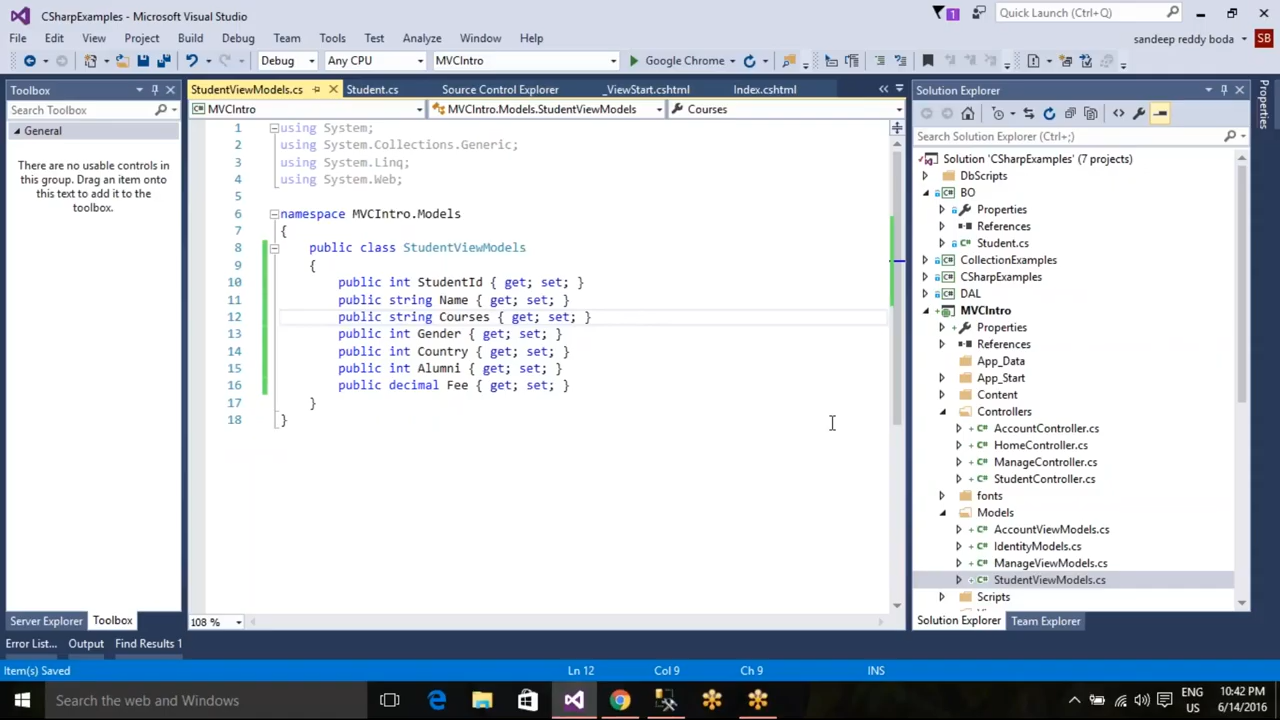 CSharpExamples - Microsoft Visual Studio
1
Quick Launch (Ctrl+Q)
File Edit View Project Build Debug Team Tools Test Analyze Window Help
sandeep reddy boda SB
Debug Any CPU MVCIntro Google Chrome
Toolbox
Search Toolbox
General
There are no usable controls in
this group. Drag an item onto
this text to add it to the
toolbox.
Server Explorer Toolbox
StudentViewModels.cs Student.cs Source Control Explorer _ViewStart.cshtml Index.cshtml
MVCIntro MVCIntro.Models.StudentViewModels Courses
1 using System;
2 using System.Collections.Generic;
3 using System.Linq;
4 using System.Web;
5
6 namespace MVCIntro.Models
7 {
8 public class StudentViewModels
9 {
10 public int StudentId { get; set; }
11 public string Name { get; set; }
12 public string Courses { get; set; }
13 public int Gender { get; set; }
14 public int Country { get; set; }
15 public int Alumni { get; set; }
16 public decimal Fee { get; set; }
17 }
18 }
108 %
Solution Explorer
Search Solution Explorer (Ctrl+;)
Solution 'CSharpExamples' (7 projects)
DbScripts
C# BO
Properties
References
C# Student.cs
C# CollectionExamples
C# CSharpExamples
C# DAL
MVCIntro
Properties
References
App_Data
App_Start
Content
Controllers
C# AccountController.cs
C# HomeController.cs
C# ManageController.cs
C# StudentController.cs
fonts
Models
C# AccountViewModels.cs
C# IdentityModels.cs
C# ManageViewModels.cs
C# StudentViewModels.cs
Scripts
Solution Explorer Team Explorer
Properties
Error List... Output Find Results 1
Item(s) Saved Ln 12 Col 9 Ch 9 INS
Search the web and Windows
ENG
US
10:42 PM
6/14/2016